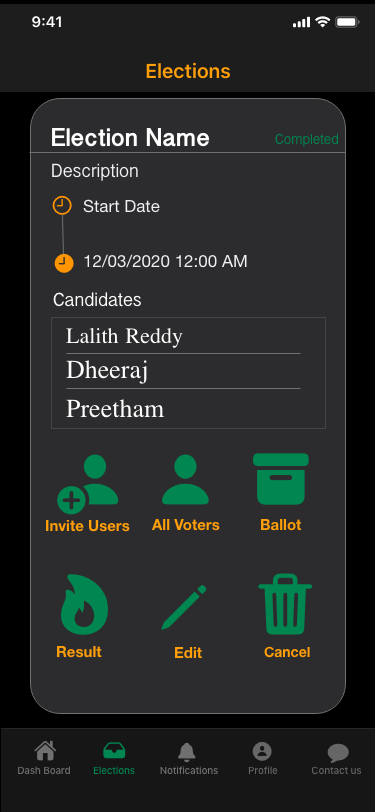 9:41
Elections
Election Name Completed
Description
Start Date
12/03/2020 12:00 AM
Candidates
Lalith Reddy
Dheeraj
Preetham
Invite Users All Voters Ballot
Result Edit Cancel
Dash Board Elections Notifications Profile Contact us